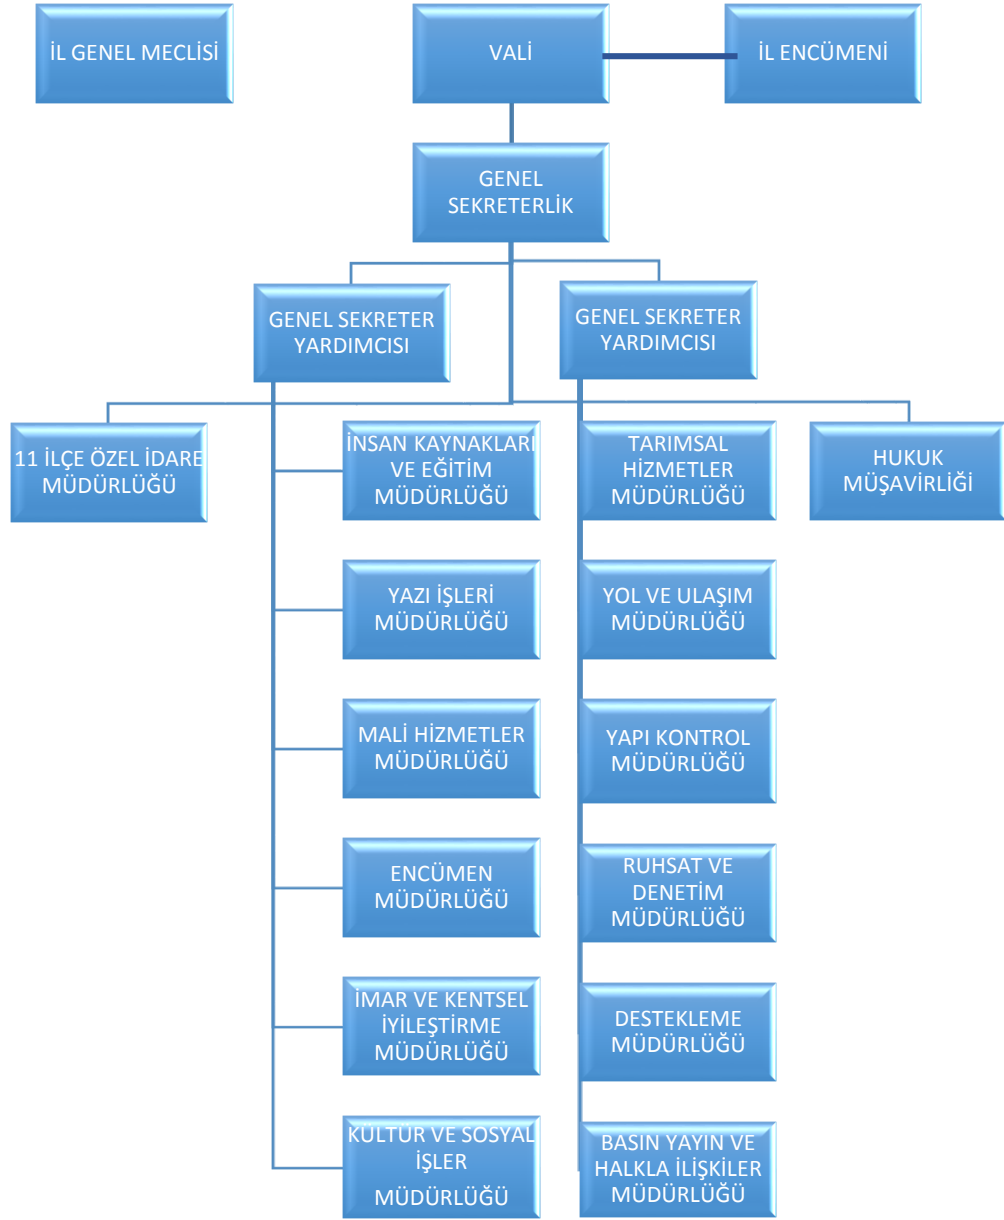 İL GENEL MECLİSİ
VALİ
İL ENCÜMENİ
GENEL
SEKRETERLİK
GENEL SEKRETER
YARDIMCISI
GENEL SEKRETER
YARDIMCISI
11 İLÇE ÖZEL İDARE
MÜDÜRLÜĞÜ
İNSAN KAYNAKLARI
VE EĞİTİM
MÜDÜRLÜĞÜ
TARIMSAL
HİZMETLER
MÜDÜRLÜĞÜ
HUKUK
MÜŞAVİRLİĞİ
YAZI İŞLERİ
MÜDÜRLÜĞÜ
YOL VE ULAŞIM
MÜDÜRLÜĞÜ
MALİ HİZMETLER
MÜDÜRLÜĞÜ
YAPI KONTROL
MÜDÜRLÜĞÜ
ENCÜMEN
MÜDÜRLÜĞÜ
RUHSAT VE
DENETİM
MÜDÜRLÜĞÜ
İMAR VE KENTSEL
İYİLEŞTİRME
MÜDÜRLÜĞÜ
DESTEKLEME
MÜDÜRLÜĞÜ
KÜLTÜR VE SOSYAL
İŞLER
MÜDÜRLÜĞÜ
BASIN YAYIN VE
HALKLA İLİŞKİLER
MÜDÜRLÜĞÜ